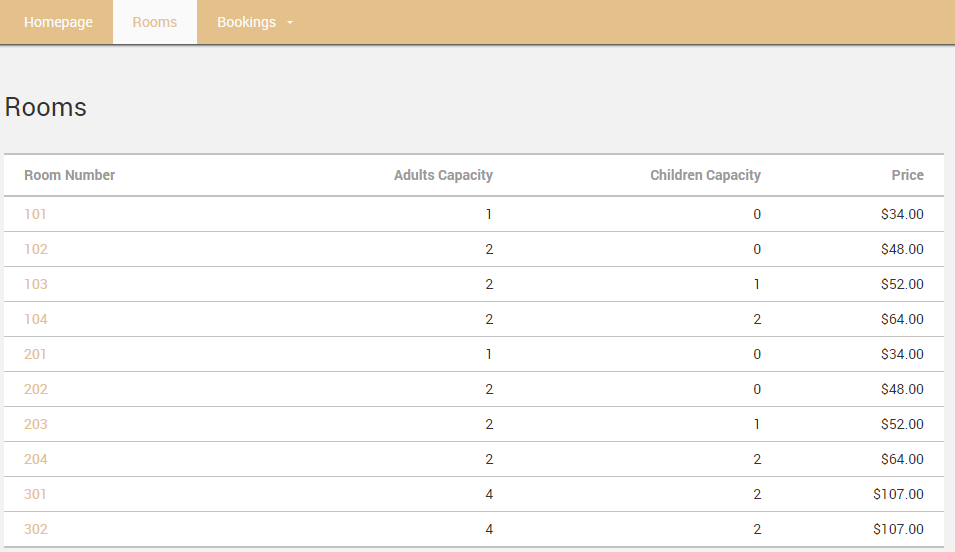 Homepage Rooms Bookings
Rooms
Room Number Adults Capacity Children Capacity Price
101 1 0 $34.00
102 2 0 $48.00
103 2 1 $52.00
104 2 2 $64.00
201 1 0 $34.00
202 2 0 $48.00
203 2 1 $52.00
204 2 2 $64.00
301 4 2 $107.00
302 4 2 $107.00